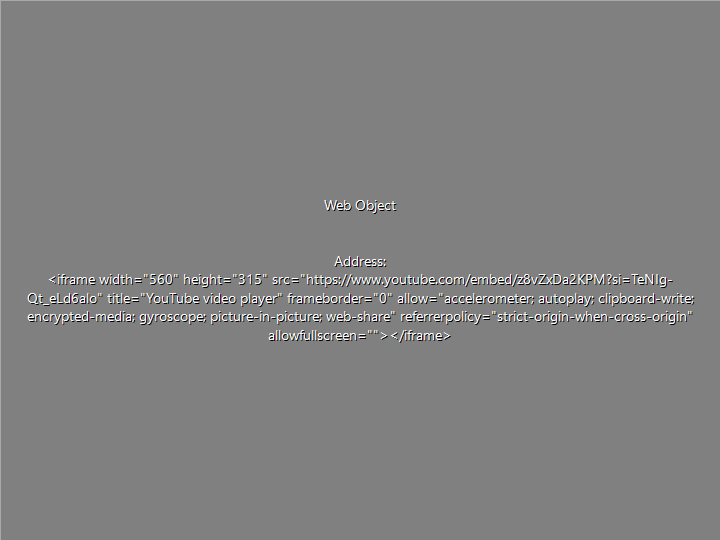 Web Object
Address:
<iframe width="560" height="315" src="https://www.youtube.com/embed/z8vZxDa2KPM?si=TeNIg-
Qt_eLd6alo" title="YouTube video player" frameborder="0" allow="accelerometer; autoplay; clipboard-write;
encrypted-media; gyroscope; picture-in-picture; web-share" referrerpolicy="strict-origin-when-cross-origin"
allowfullscreen=""></iframe>